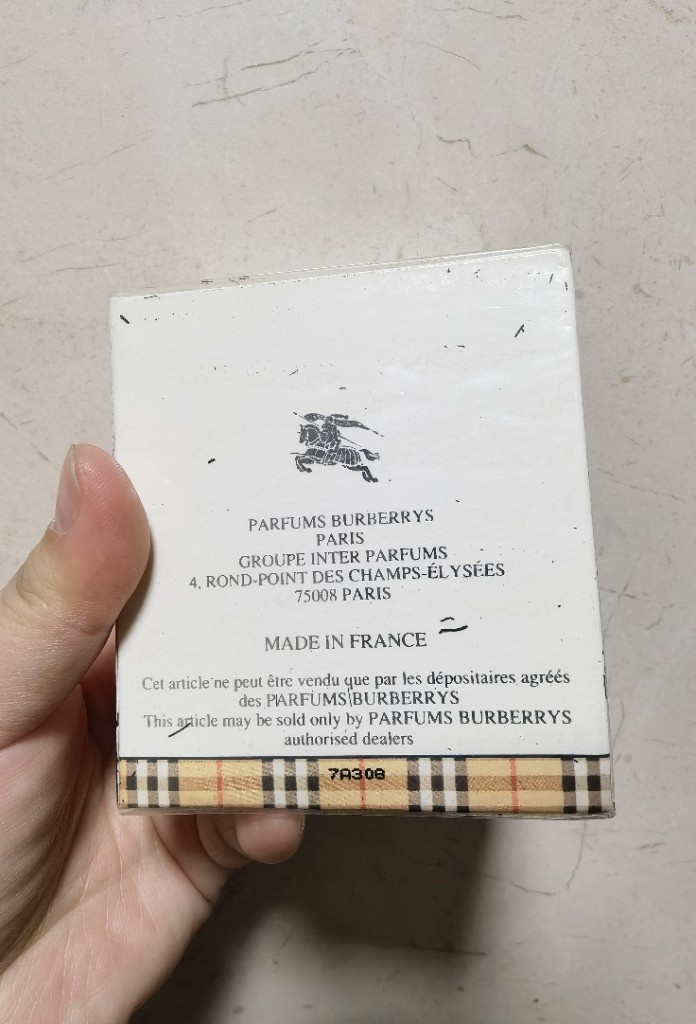 PARFUMS BURBERRYS
PARIS
GROUPE INTER PARFUMS
4, ROND-POINT DES CHAMPS-ÉLYSÉES
75008 PARIS
MADE IN FRANCE
Cet article ne peut être vendu que par les dépositaires agréés
des PARFUMS BURBERRYS
This article may be sold only by PARFUMS BURBERRYS
authorised dealers
7A308